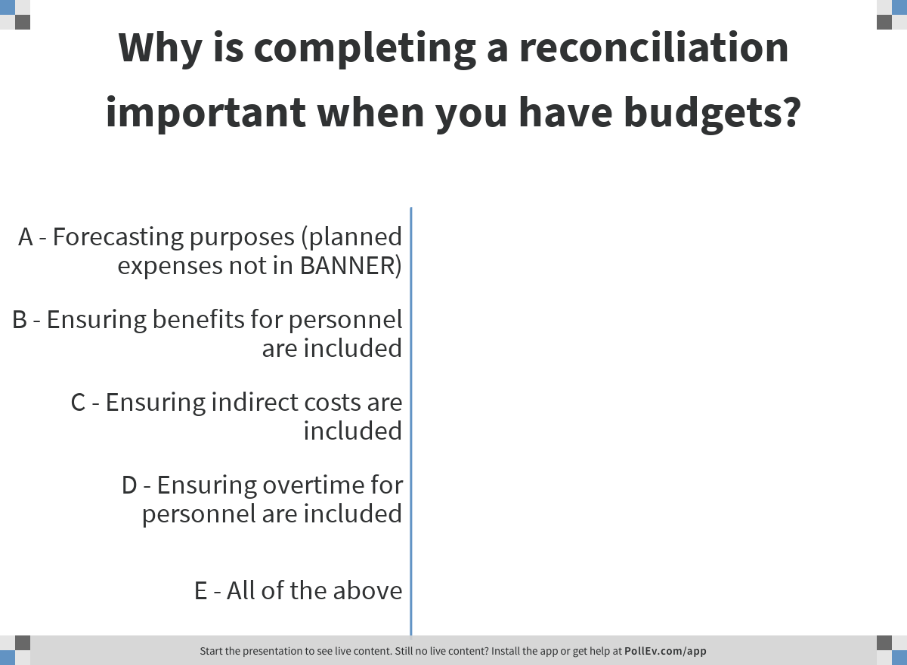 Why is completing a reconciliation
important when you have budgets?
A - Forecasting purposes (planned
expenses not in BANNER)
B - Ensuring benefits for personnel
are included
C - Ensuring indirect costs are
included
D - Ensuring overtime for
personnel are included
E - All of the above
Start the presentation to see live content. Still no live content? Install the app or get help at PollEv.com/app